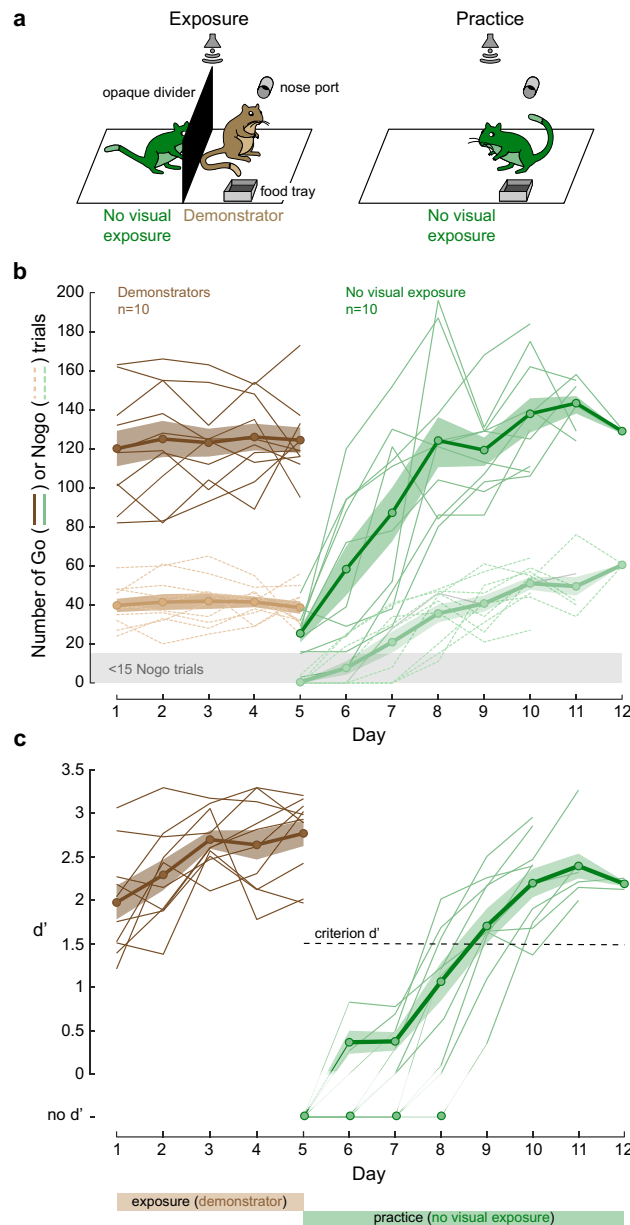 a
Exposure
Practice
opaque divider
nose port
food tray
No visual
exposure
Demonstrator
No visual
exposure
b
Number of Go ( ) or Nogo ( ) trials
200
180
160
140
120
100
80
60
40
20
0
Demonstrators
n=10
No visual exposure
n=10
<15 Nogo trials
1 2 3 4 5 6 7 8 9 10 11 12
Day
c
d’
3.5
3
2.5
2
1.5
1
0.5
0
no d’
criterion d’
1 2 3 4 5 6 7 8 9 10 11 12
Day
exposure (demonstrator)
practice (no visual exposure)